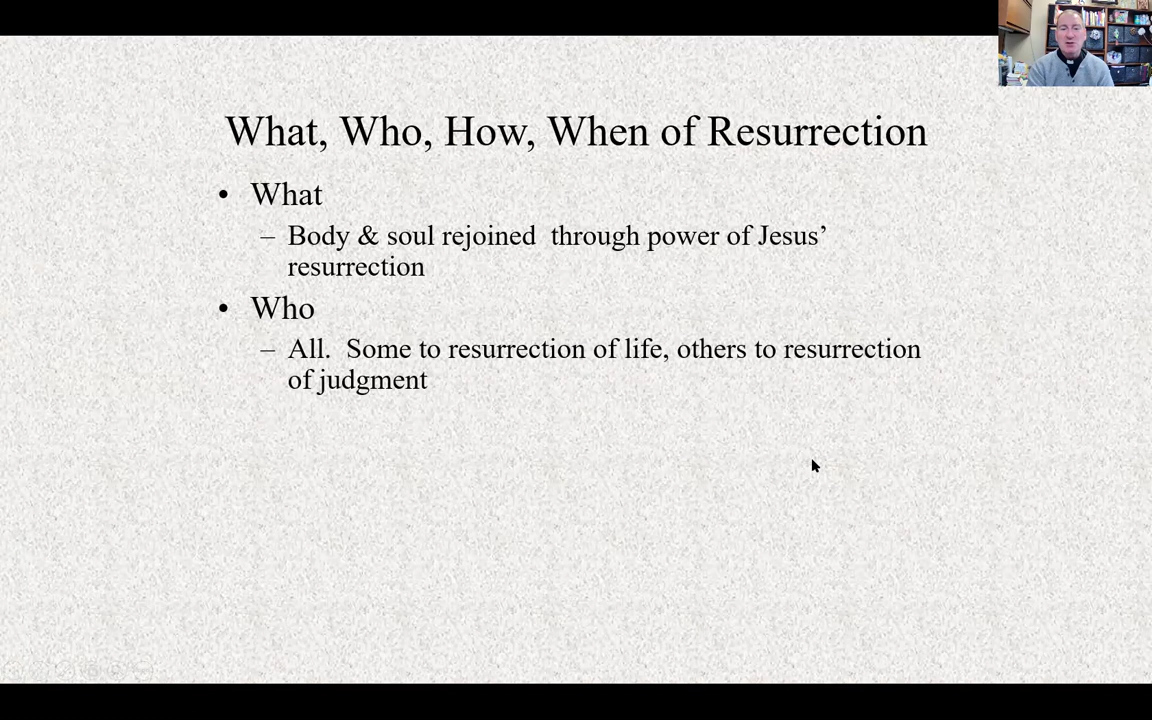 What, Who, How, When of Resurrection
• What
– Body & soul rejoined  through power of Jesus’
resurrection
• Who
– All.  Some to resurrection of life, others to resurrection
of judgment